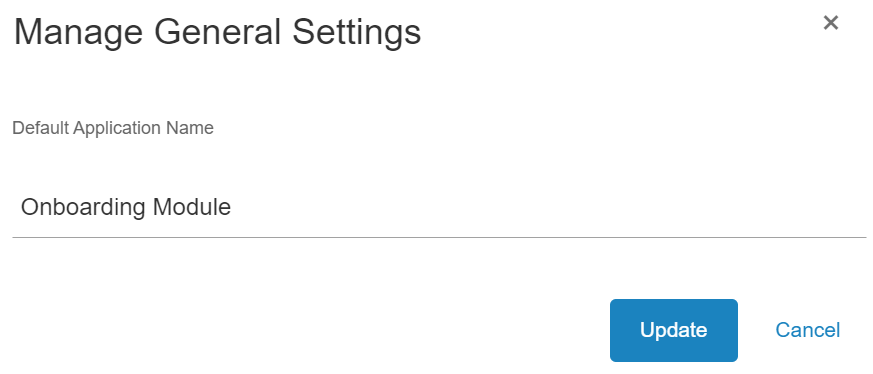 Manage General Settings
×
Default Application Name
Onboarding Module
Update
Cancel